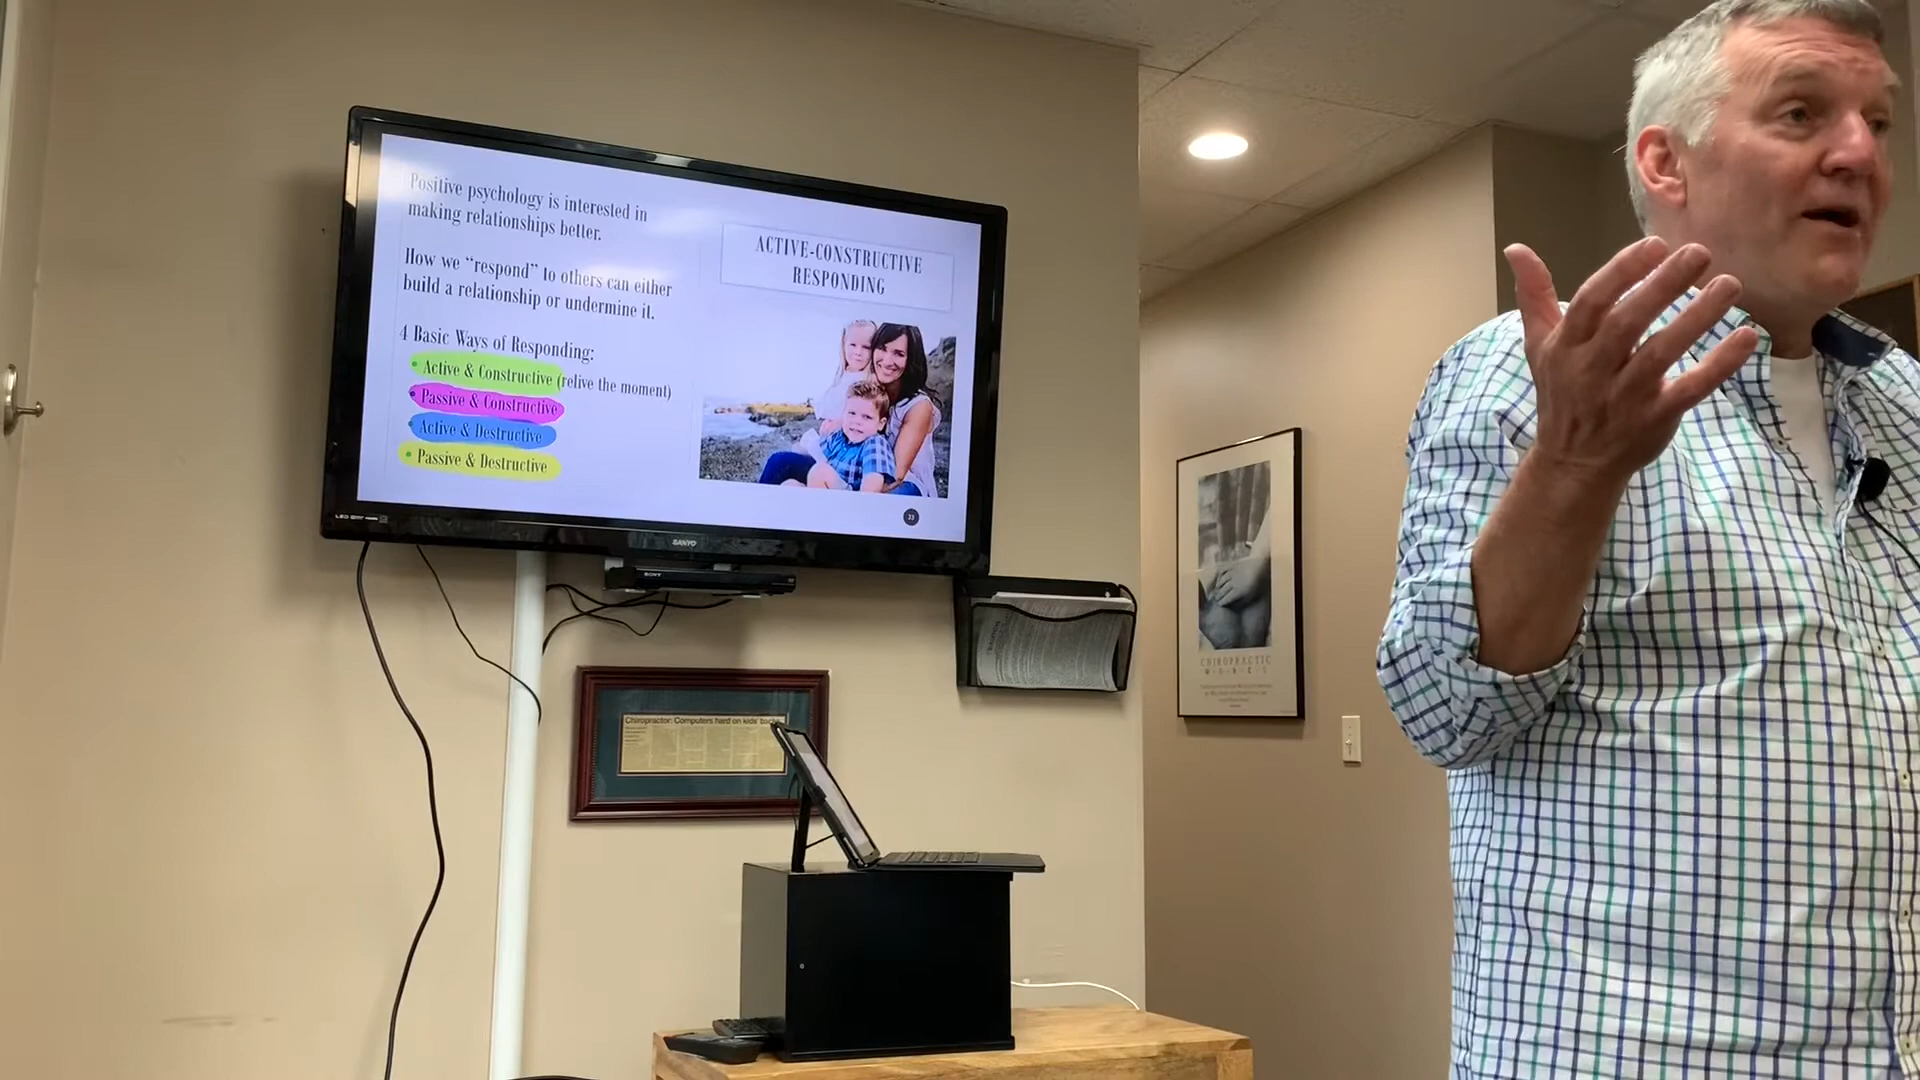 Positive psychology is interested in
making relationships better.
How we “respond” to others can either
build a relationship or undermine it.
4 Basic Ways of Responding:
• Active & Constructive (relive the moment)
• Passive & Constructive
• Active & Destructive
• Passive & Destructive
ACTIVE-CONSTRUCTIVE
RESPONDING
33
SANYO
SONY
Chiropractor: Computers hard on kids' backs
CHIROPRACTIC
W·O·R·K·S